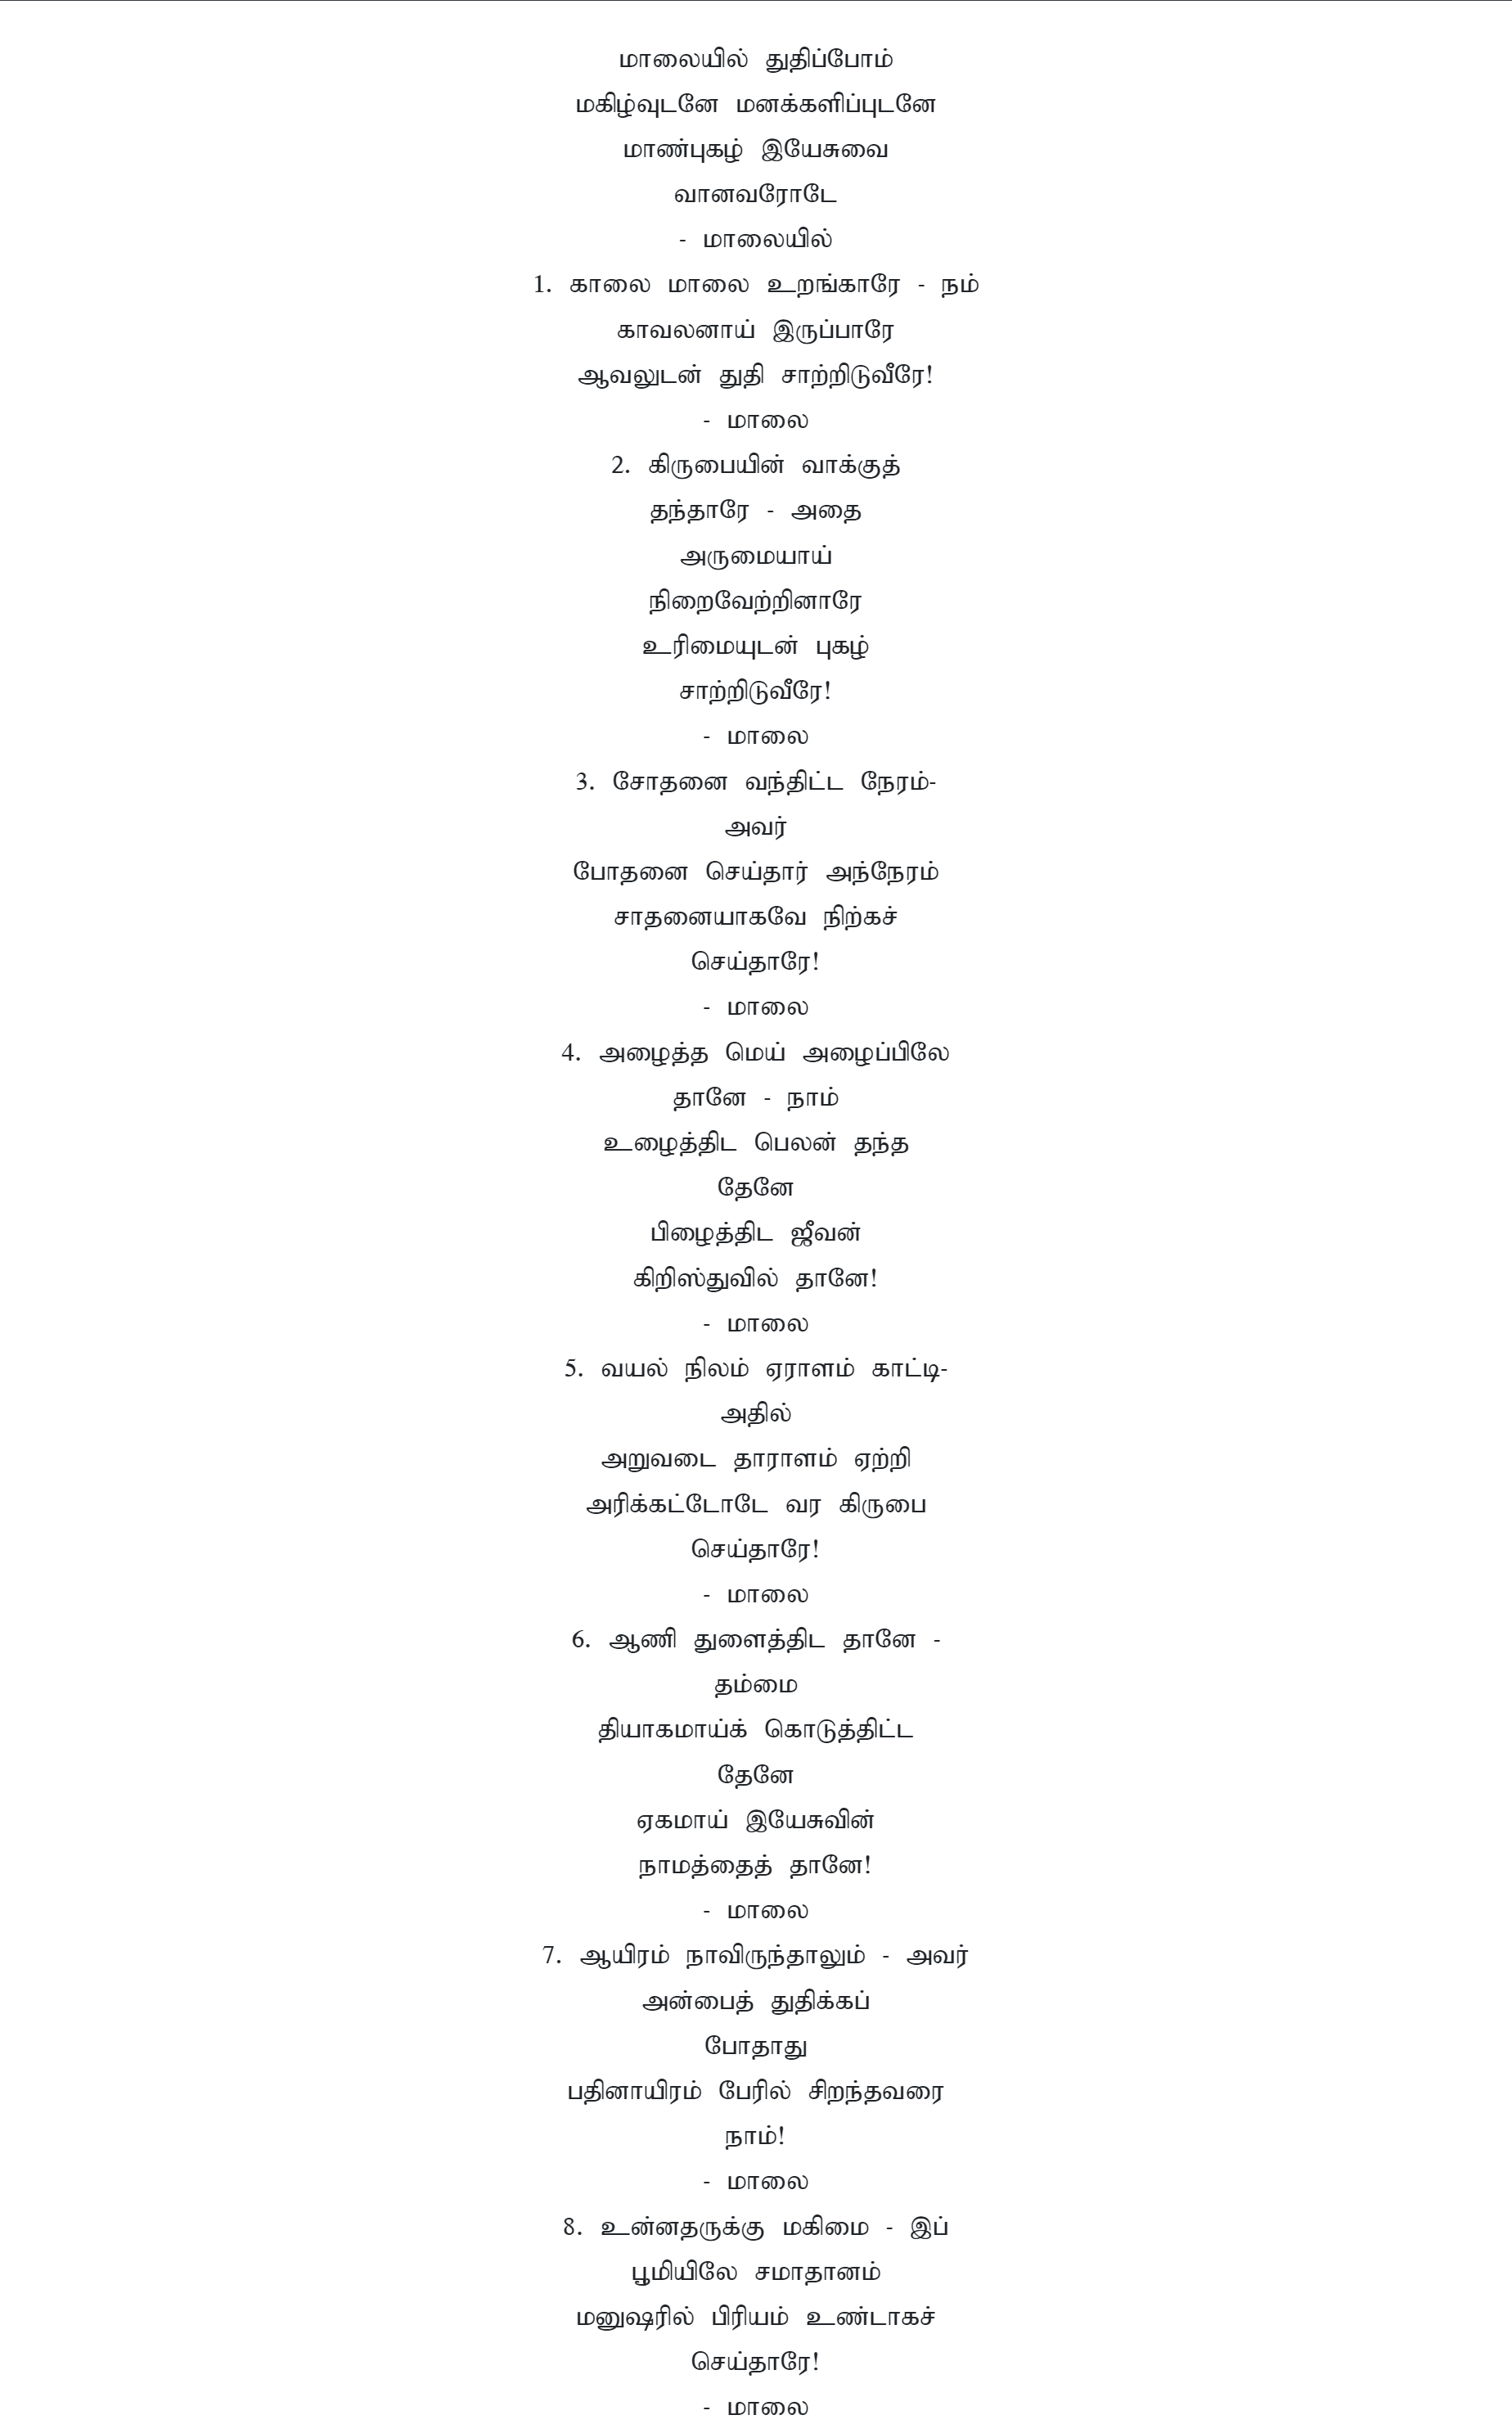 மாலையில் துதிப்போம்
மகிழ்வுடனே மனக்களிப்புடனே
மாண்புகழ் இயேசுவை
வானவரோடே
- மாலையில்
1. காலை மாலை உறங்காரே - நம்
காவலனாய் இருப்பாரே
ஆவலுடன் துதி சாற்றிடுவீரே!
- மாலை
2. கிருபையின் வாக்குத்
தந்தாரே - அதை
அருமையாய்
நிறைவேற்றினாரே
உரிமையுடன் புகழ்
சாற்றிடுவீரே!
- மாலை
3. சோதனை வந்திட்ட நேரம்-
அவர்
போதனை செய்தார் அந்நேரம்
சாதனையாகவே நிற்கச்
செய்தாரே!
- மாலை
4. அழைத்த மெய் அழைப்பிலே
தானே - நாம்
உழைத்திட பெலன் தந்த
தேனே
பிழைத்திட ஜீவன்
கிறிஸ்துவில் தானே!
- மாலை
5. வயல் நிலம் ஏராளம் காட்டி-
அதில்
அறுவடை தாராளம் ஏற்றி
அரிக்கட்டோடே வர கிருபை
செய்தாரே!
- மாலை
6. ஆணி துளைத்திட தானே -
தம்மை
தியாகமாய்க் கொடுத்திட்ட
தேனே
ஏகமாய் இயேசுவின்
நாமத்தைத் தானே!
- மாலை
7. ஆயிரம் நாவிருந்தாலும் - அவர்
அன்பைத் துதிக்கப்
போதாது
பதினாயிரம் பேரில் சிறந்தவரை
நாம்!
- மாலை
8. உன்னதருக்கு மகிமை - இப்
பூமியிலே சமாதானம்
மனுஷரில் பிரியம் உண்டாகச்
செய்தாரே!
- மாலை